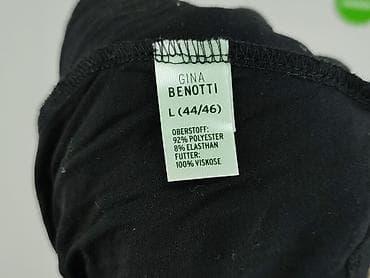 GINA
BENOTTI
L (44/46)
OBERSTOFF:
92% POLYESTER
8% ELASTHAN
FUTTER:
100% VISKOSE